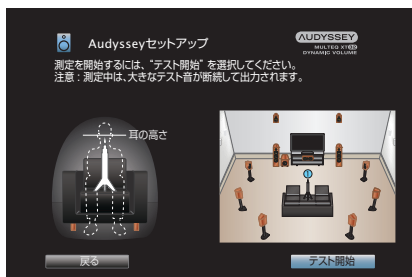 Audysseyセットアップ
AUDYSSEY
MULTEQ XT32
DYNAMIC VOLUME
測定を開始するには、“テスト開始” を選択してください。
注意：測定中は、大きなテスト音が断続して出力されます。
耳の高さ
戻る
テスト開始